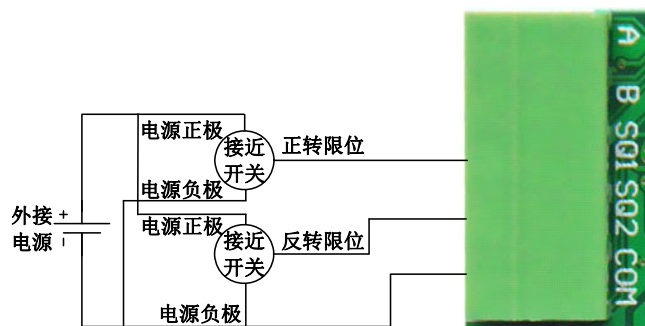 电源正极
接近
开关
正转限位
电源负极
外接 +
电源 -
电源正极
接近
开关
反转限位
电源负极
A
B
SQ1
SQ2
COM